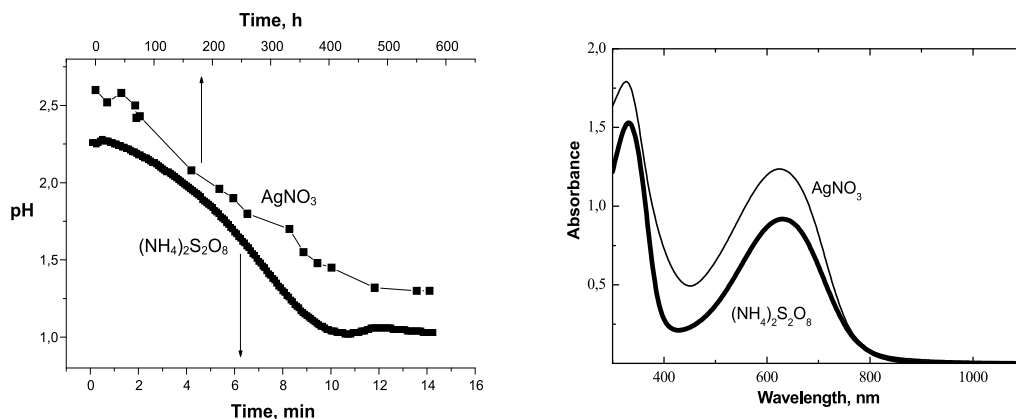 Time, h
0 100 200 300 400 500 600
2,5
2,0
1,5
1,0
pH
AgNO₃
(NH₄)₂S₂O₈
0 2 4 6 8 10 12 14 16
Time, min
2,0
1,5
1,0
0,5
Absorbance
AgNO₃
(NH₄)₂S₂O₈
400 600 800 1000
Wavelength, nm